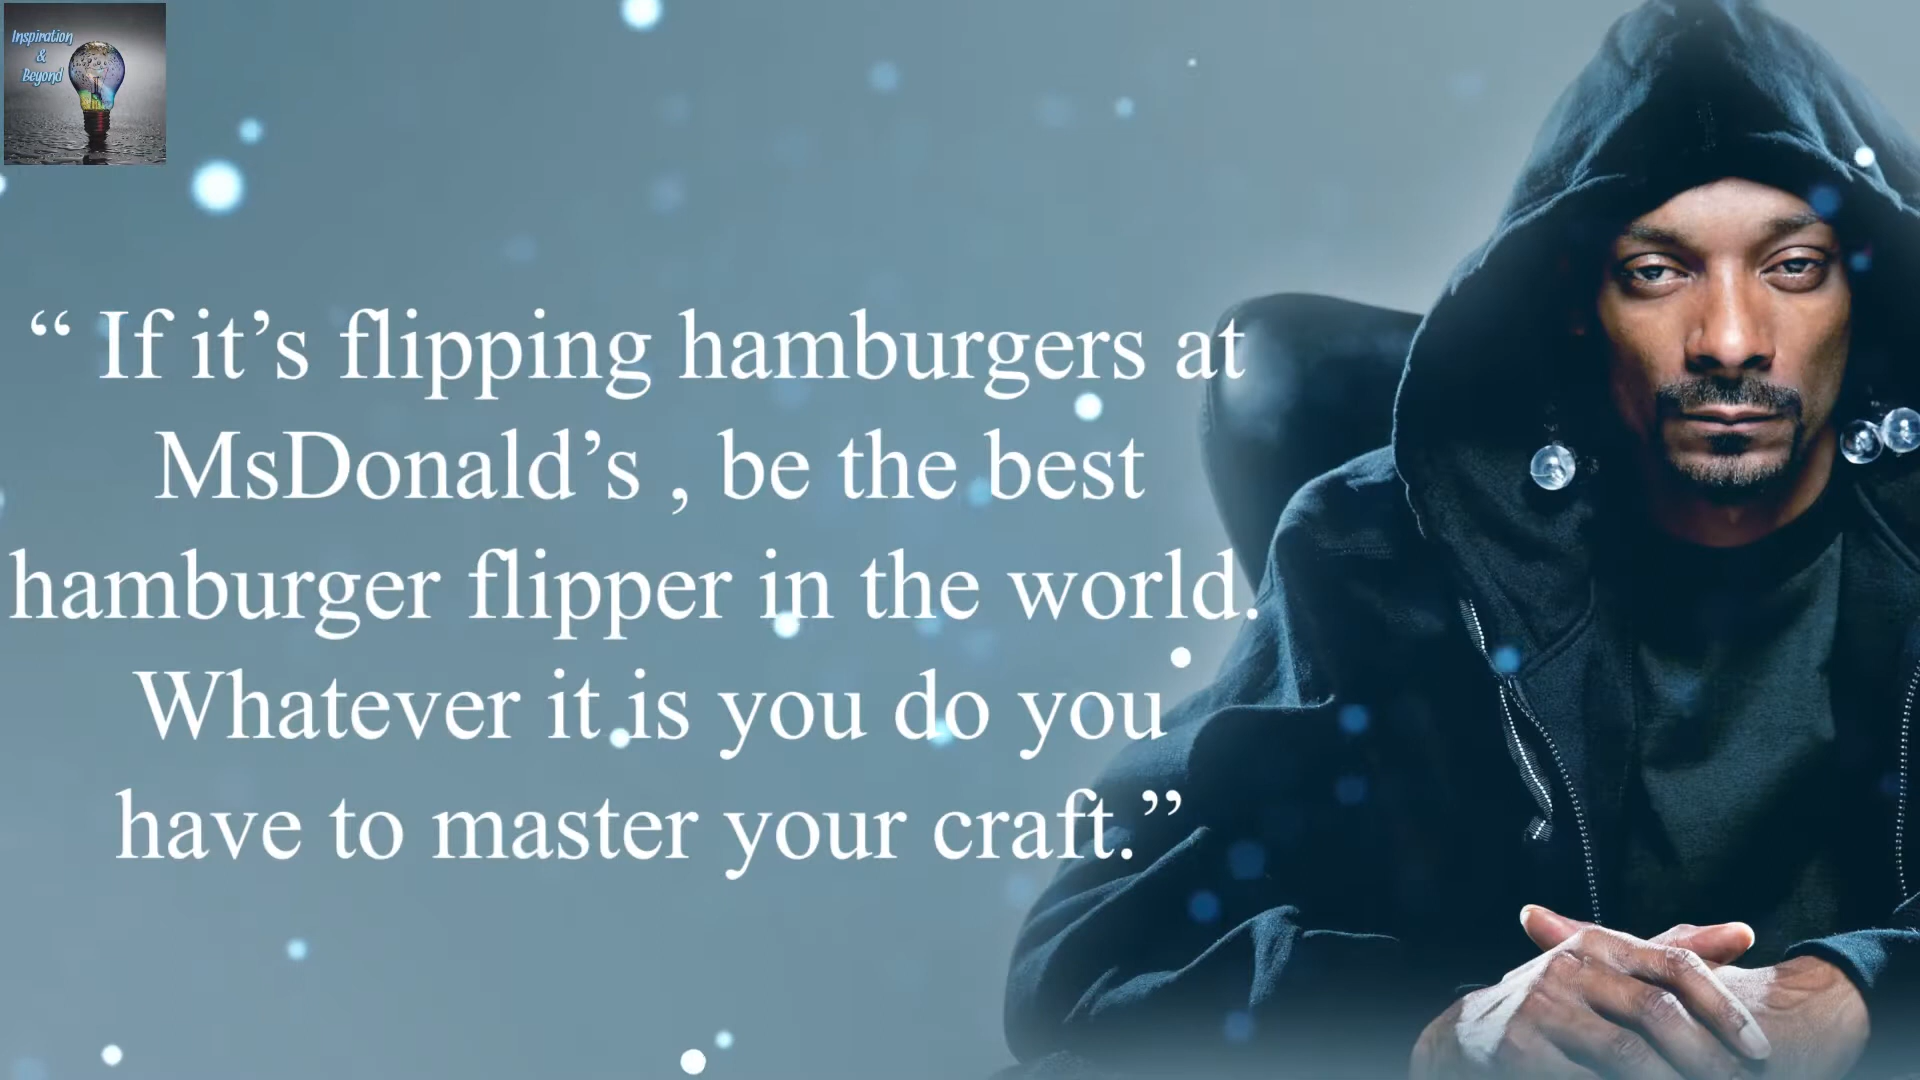 Inspiration
&
Beyond
“ If it’s flipping hamburgers at
MsDonald’s , be the best
hamburger flipper in the world.
Whatever it is you do you
have to master your craft.”